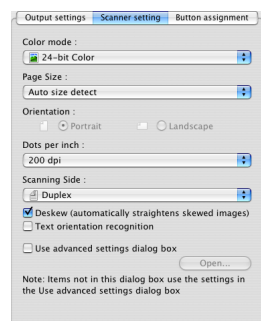 Output settings Scanner setting Button assignment
Color mode :
24-bit Color
Page Size :
Auto size detect
Orientation :
Portrait Landscape
Dots per inch :
200 dpi
Scanning Side :
Duplex
Deskew (automatically straightens skewed images)
Text orientation recognition
Use advanced settings dialog box
Open...
Note: Items not in this dialog box use the settings in
the Use advanced settings dialog box